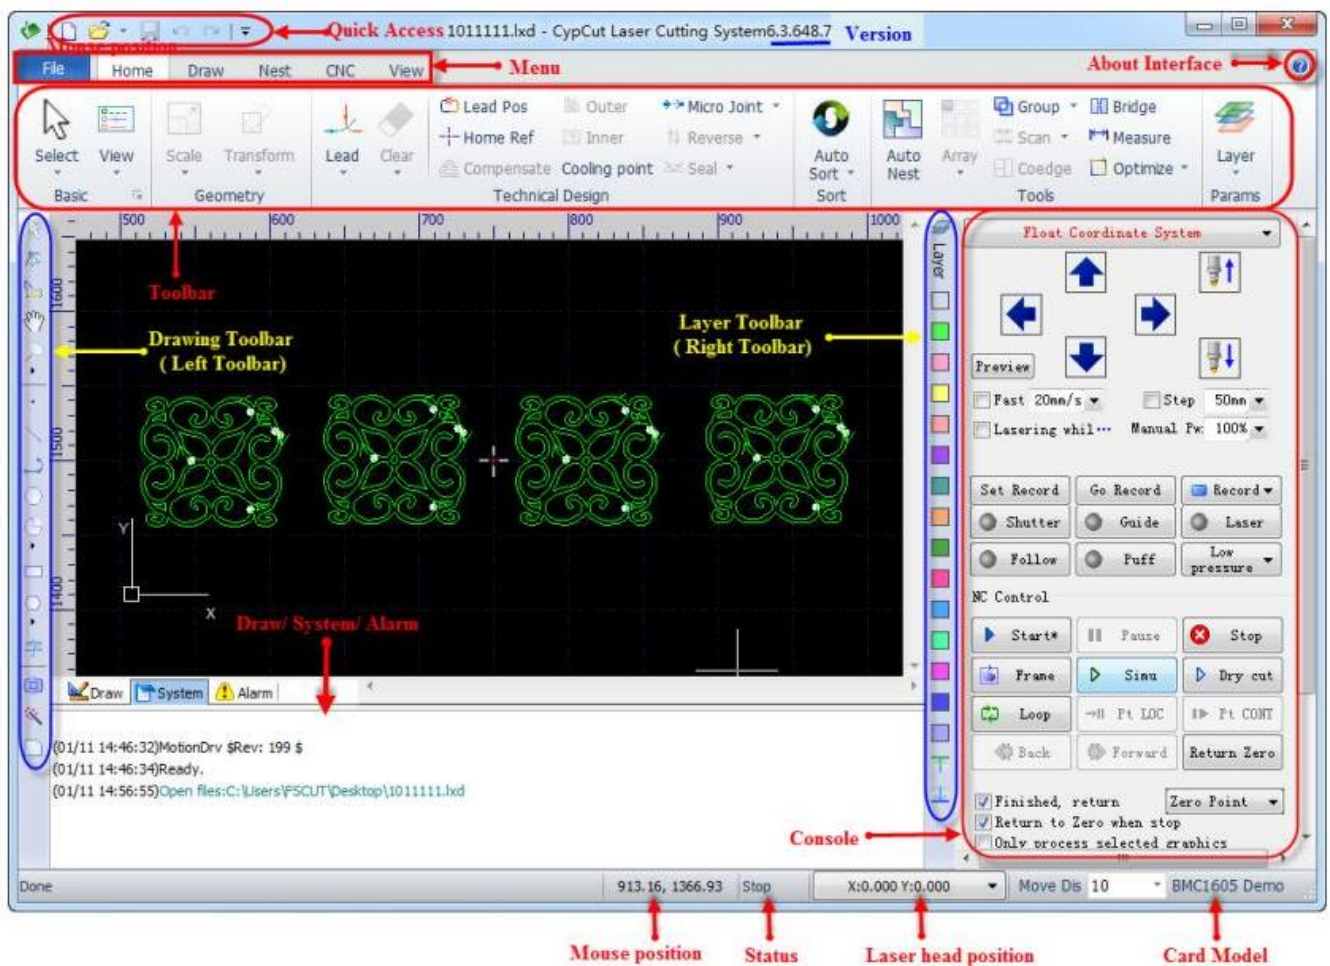 Quick Access 1011111.lxd - CypCut Laser Cutting System6.3.648.7 Version
Mouse position
File Home Draw Nest CNC View Menu About Interface
Lead Pos Outer Micro Joint Group Bridge
Home Ref Inner Reverse Scan Measure
Select View Scale Transform Lead Clear Compensate Cooling point Seal Auto Sort Auto Nest Array Coedge Optimize Layer
Basic Geometry Technical Design Sort Tools Params
500 600 700 800 900 1000
1600
1500
1400
Layer
Toolbar
Drawing Toolbar
( Left Toolbar)
Layer Toolbar
( Right Toolbar)
Y
X
Draw/ System/ Alarm
Float Coordinate System
Preview
Fast 20mm/s Step 50mm
Lasering whil··· Manual Pw: 100%
Set Record Go Record Record
Shutter Guide Laser
Follow Puff Low pressure
NC Control
Start* Pause Stop
Frame Simu Dry cut
Loop Pt LOC Pt CONT
Back Forward Return Zero
Finished, return Zero Point
Return to Zero when stop
Only process selected graphics
Console
Draw System Alarm
(01/11 14:46:32)MotionDrv $Rev: 199 $
(01/11 14:46:34)Ready.
(01/11 14:56:55)Open files:C:\Users\FSCUT\Desktop\1011111.lxd
Done 913.16, 1366.93 Stop X:0.000 Y:0.000 Move Dis 10 BMC1605 Demo
Mouse position Status Laser head position Card Model